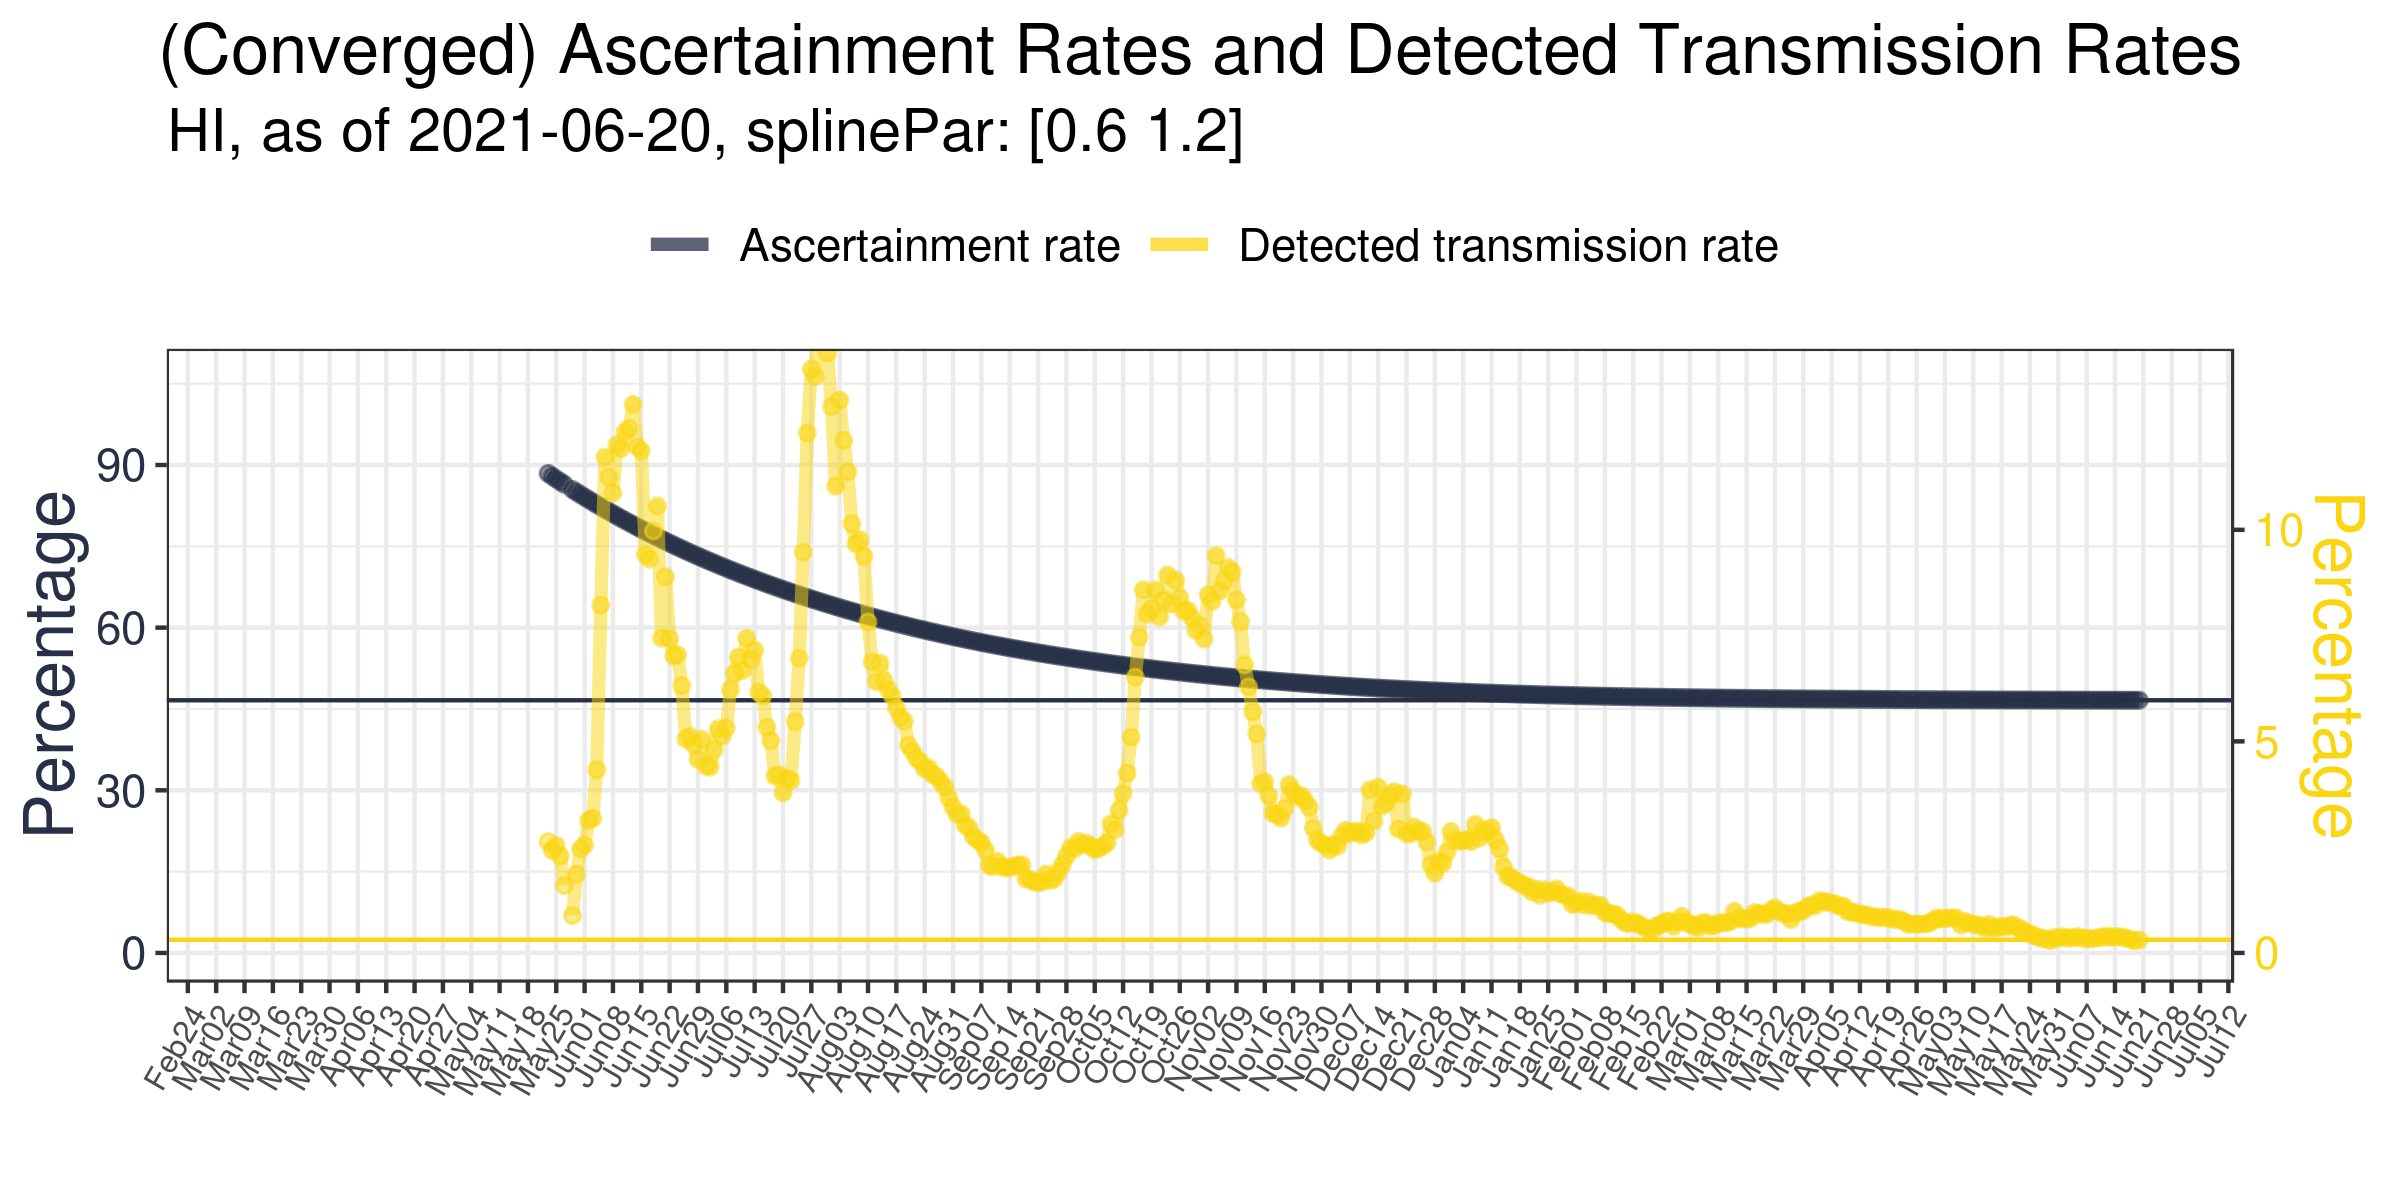 (Converged) Ascertainment Rates and Detected Transmission Rates
HI, as of 2021-06-20, splinePar: [0.6 1.2]
Ascertainment rate
Detected transmission rate
Percentage
90
60
30
0
10
5
0
Percentage
Feb24
Mar02
Mar09
Mar16
Mar23
Mar30
Apr06
Apr13
Apr20
Apr27
May04
May11
May18
May25
Jun01
Jun08
Jun15
Jun22
Jun29
Jul06
Jul13
Jul20
Jul27
Aug03
Aug10
Aug17
Aug24
Aug31
Sep07
Sep14
Sep21
Sep28
Oct05
Oct12
Oct19
Oct26
Nov02
Nov09
Nov16
Nov23
Nov30
Dec07
Dec14
Dec21
Dec28
Jan04
Jan11
Jan18
Jan25
Feb01
Feb08
Feb15
Feb22
Mar01
Mar08
Mar15
Mar22
Mar29
Apr05
Apr12
Apr19
Apr26
May03
May10
May17
May24
May31
Jun07
Jun14
Jun21
Jun28
Jul05
Jul12